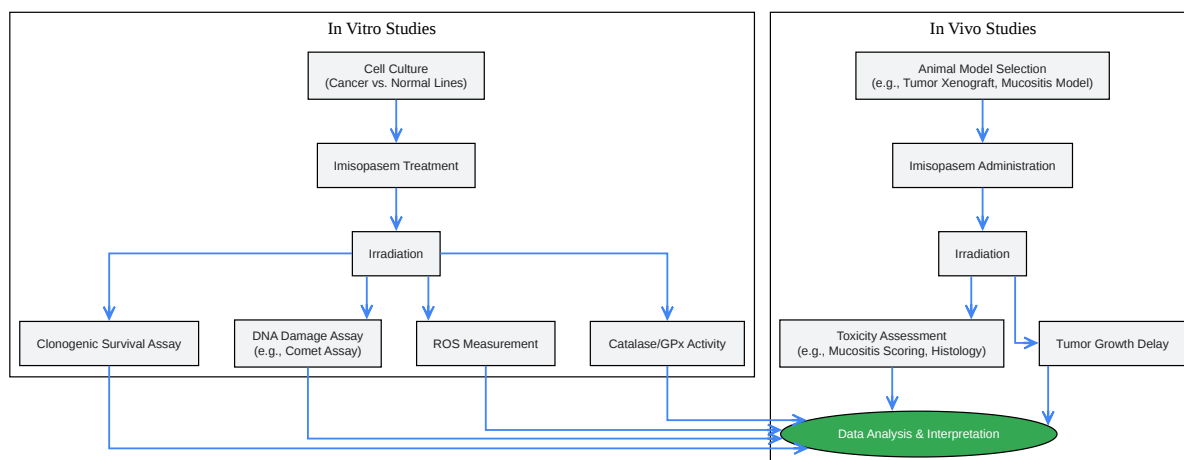 In Vitro Studies
Cell Culture
(Cancer vs. Normal Lines)
Imisopasem Treatment
Irradiation
Clonogenic Survival Assay
DNA Damage Assay
(e.g., Comet Assay)
ROS Measurement
Catalase/GPx Activity
In Vivo Studies
Animal Model Selection
(e.g., Tumor Xenograft, Mucositis Model)
Imisopasem Administration
Irradiation
Toxicity Assessment
(e.g., Mucositis Scoring, Histology)
Tumor Growth Delay
Data Analysis & Interpretation